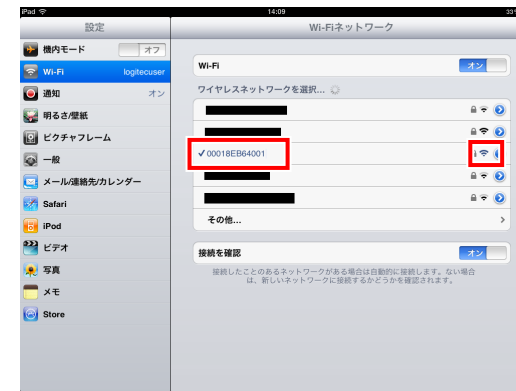 iPad
14:09
33%
設定
Wi-Fiネットワーク
機内モード
オフ
Wi-Fi
logitecuser
通知
オン
明るさ/壁紙
ピクチャフレーム
一般
メール/連絡先/カレンダー
Safari
iPod
ビデオ
写真
メモ
Store
Wi-Fi
オン
ワイヤレスネットワークを選択...
00018EB64001
その他...
接続を確認
オン
接続したことのあるネットワークがある場合は自動的に接続します。ない場合
は、新しいネットワークに接続するかどうかを確認されます。